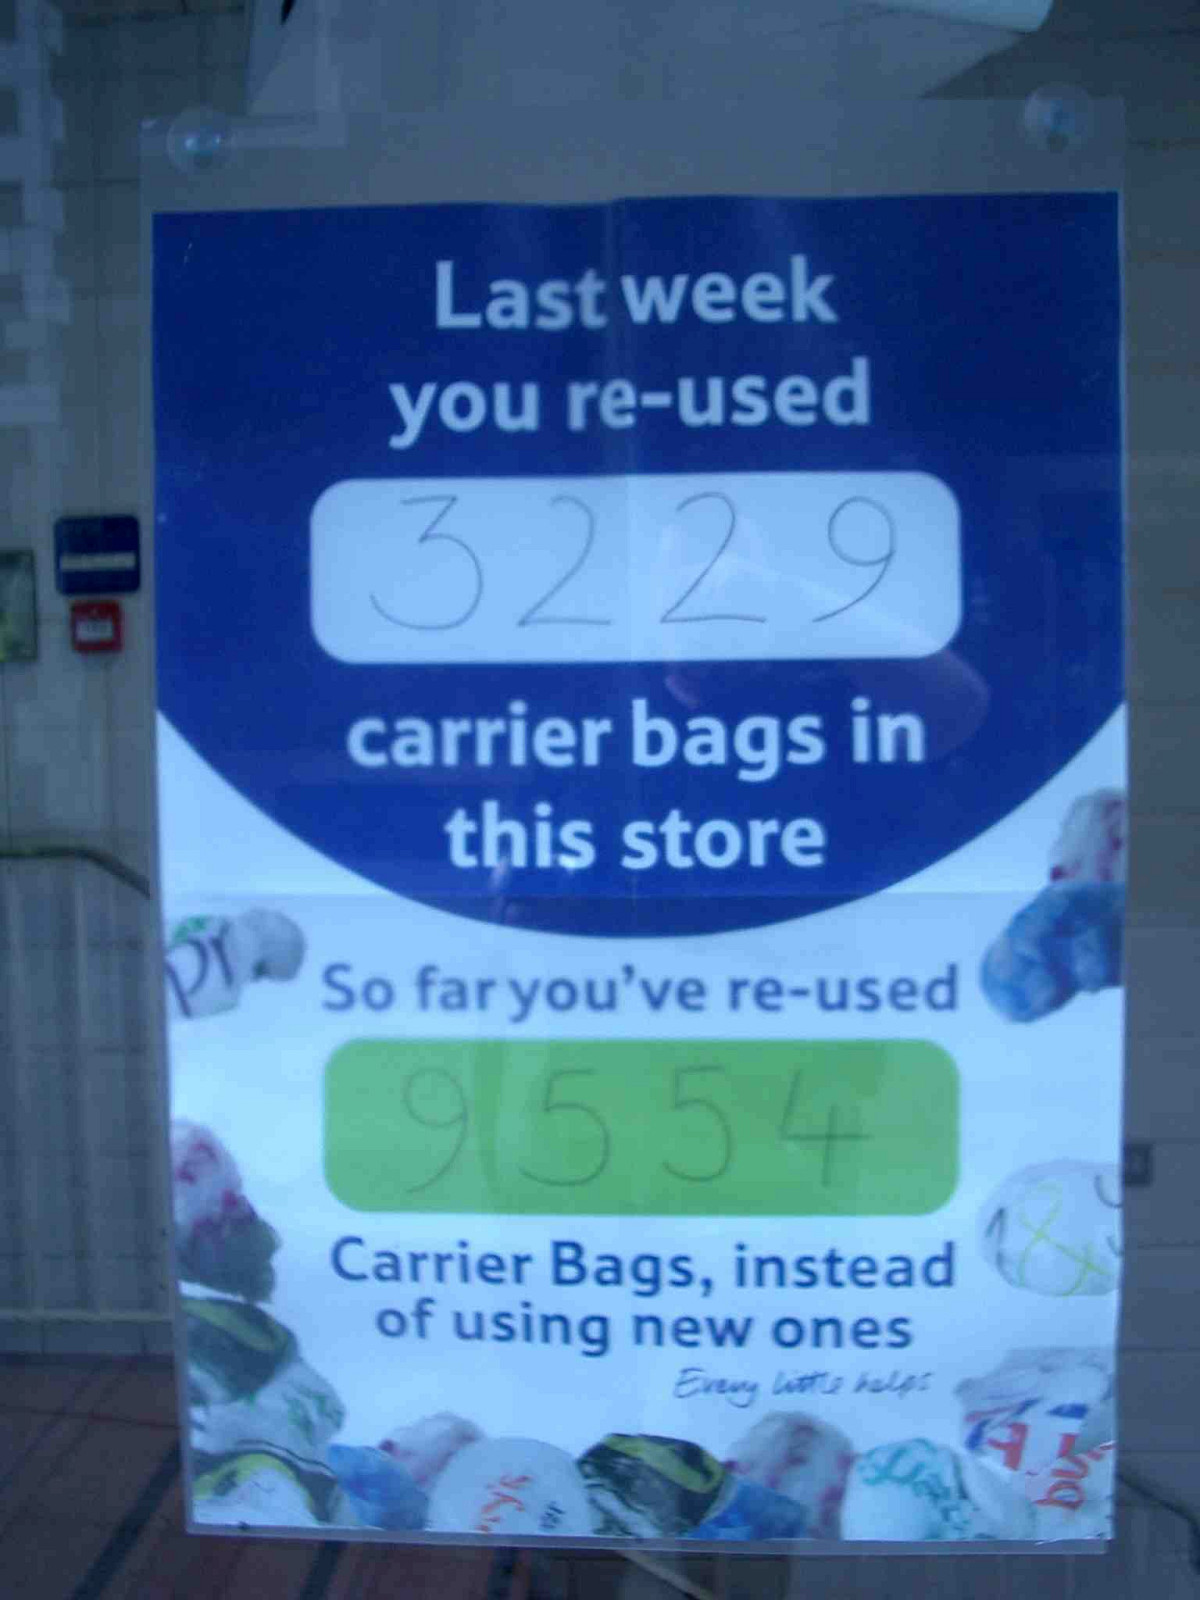 Last week
you re-used
3229
carrier bags in
this store
So far you've re-used
9554
Carrier Bags, instead
of using new ones
Every little helps